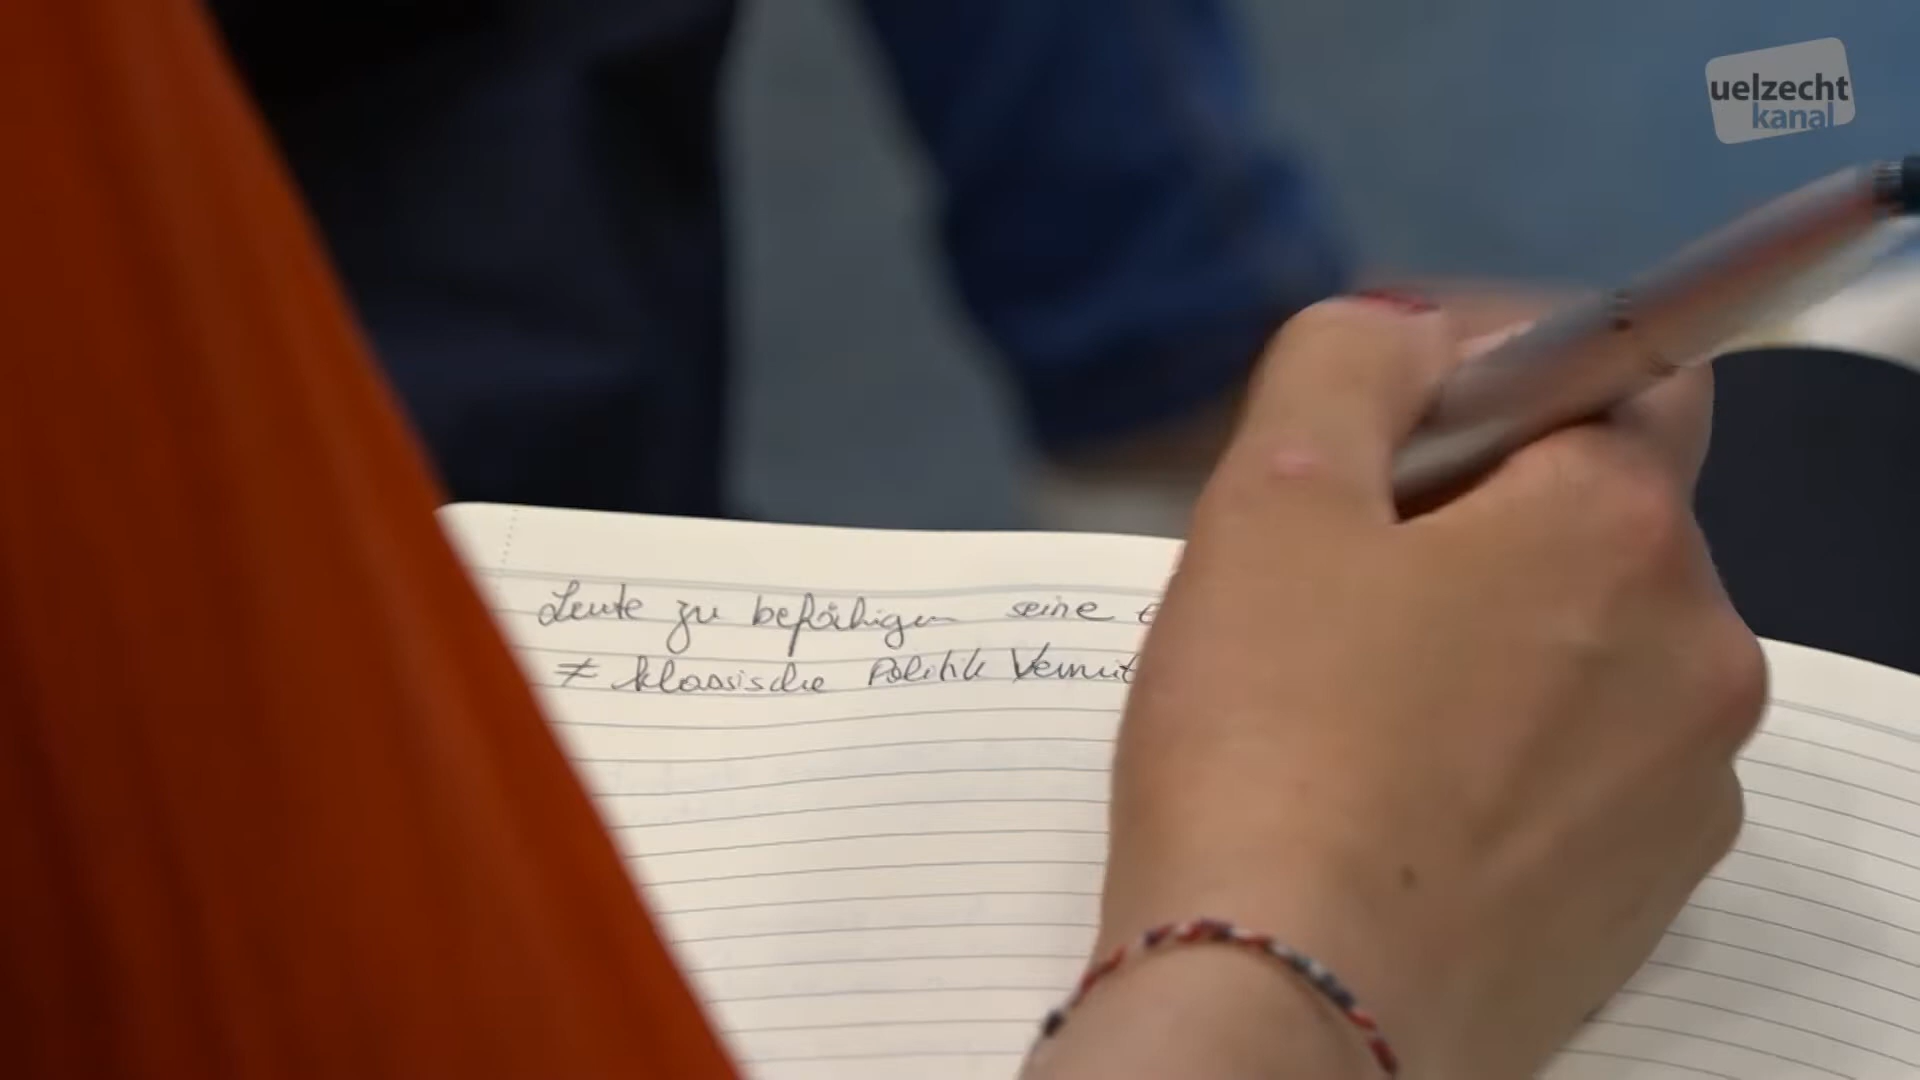 uelzecht
kanal
Leute zu befähigen seine
≠ klassische Politik